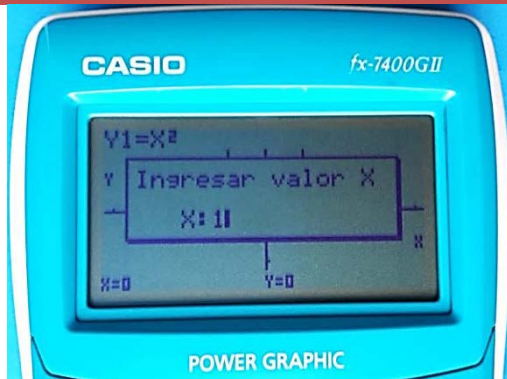 CASIO fx-7400GII
Y1=X²
Y
Ingresar valor X
X:1
X
X=0 Y=0
POWER GRAPHIC